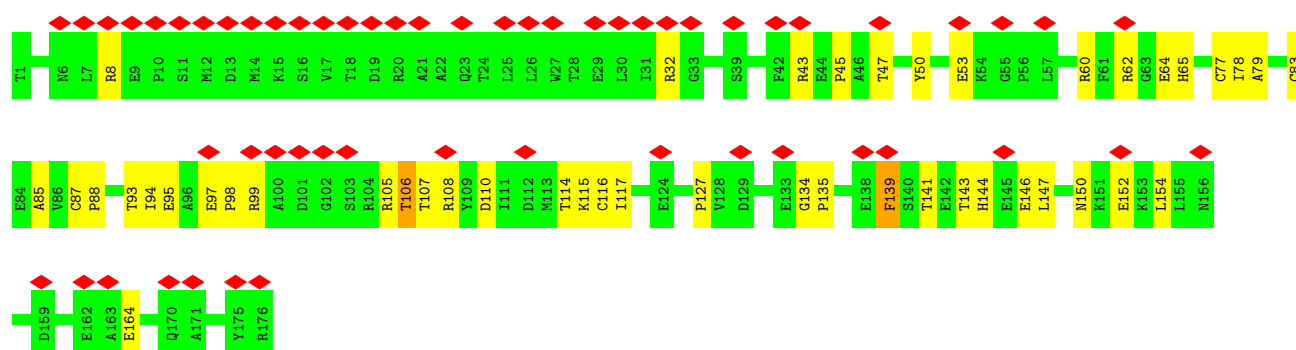 T1 N6 L7 R8 E9 P10 S11 M12 D13 M14 K15 S16 V17 T18 D19 R20 A21 A22 Q23 T24 L25 L26 W27 T28 E29 L30 I31 R32 G33 S39 F42 R43 E44 P45 A46 T47 Y50 E53 K54 G55 P56 L57 R60 F61 R62 G63 E64 H65 C77 I78 A79 C83
E84 A85 V86 C87 P88 T93 I94 E95 A96 E97 P98 R99 A100 D101 G102 S103 R104 R105 T106 T107 R108 Y109 D110 I111 D112 M113 T114 K115 C116 I117 E124 P127 V128 D129 E133 G134 P135 E138 F139 S140 T141 E142 T143 H144 E145 E146 L147 N150 K151 E152 K153 L154 L155 N156
D159 E162 A163 E164 Q170 A171 Y175 R176